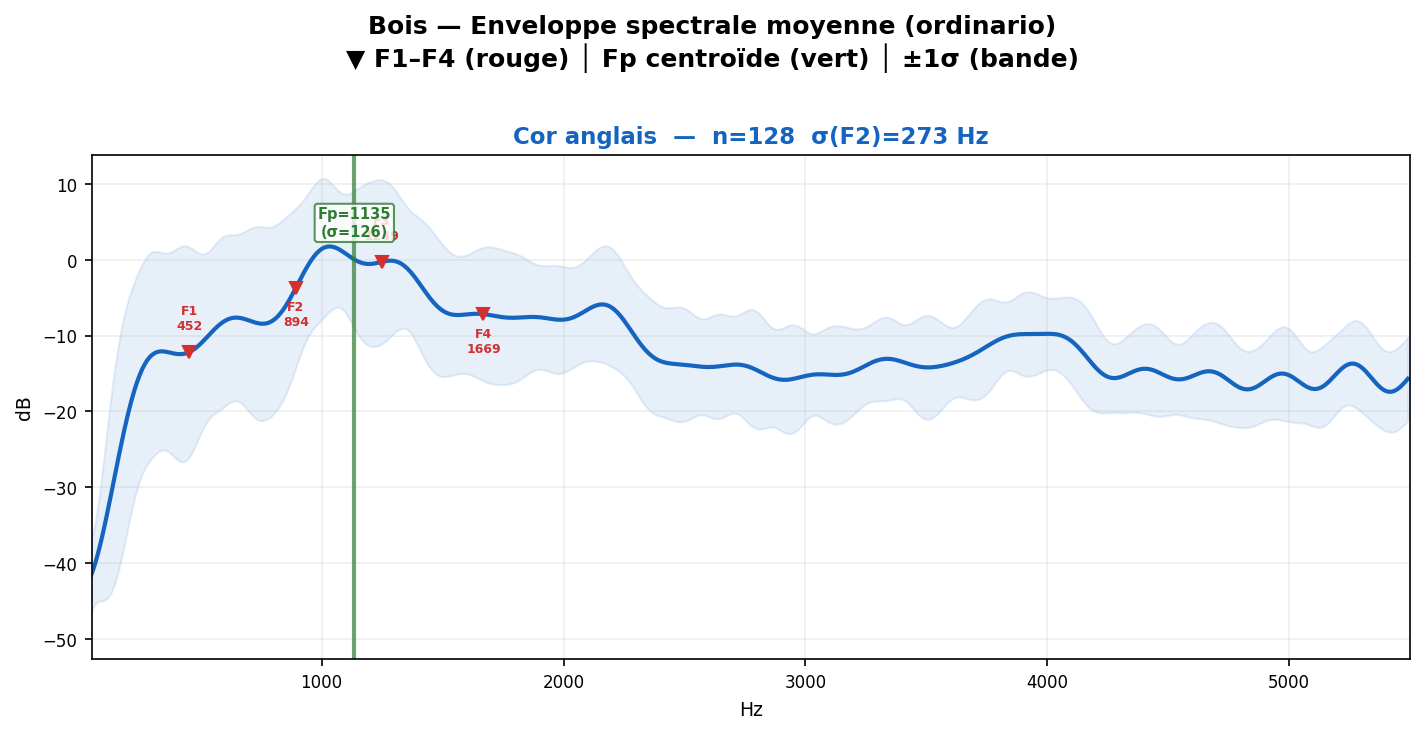 Bois — Enveloppe spectrale moyenne (ordinario)
▼ F1–F4 (rouge) │ Fp centroïde (vert) │ ±1σ (bande)
Cor anglais — n=128 σ(F2)=273 Hz
10
0
−10
−20
−30
−40
−50
dB
Fp=1135
(σ=126)
F1
452
F2
894
F4
1669
1000
2000
3000
4000
5000
Hz